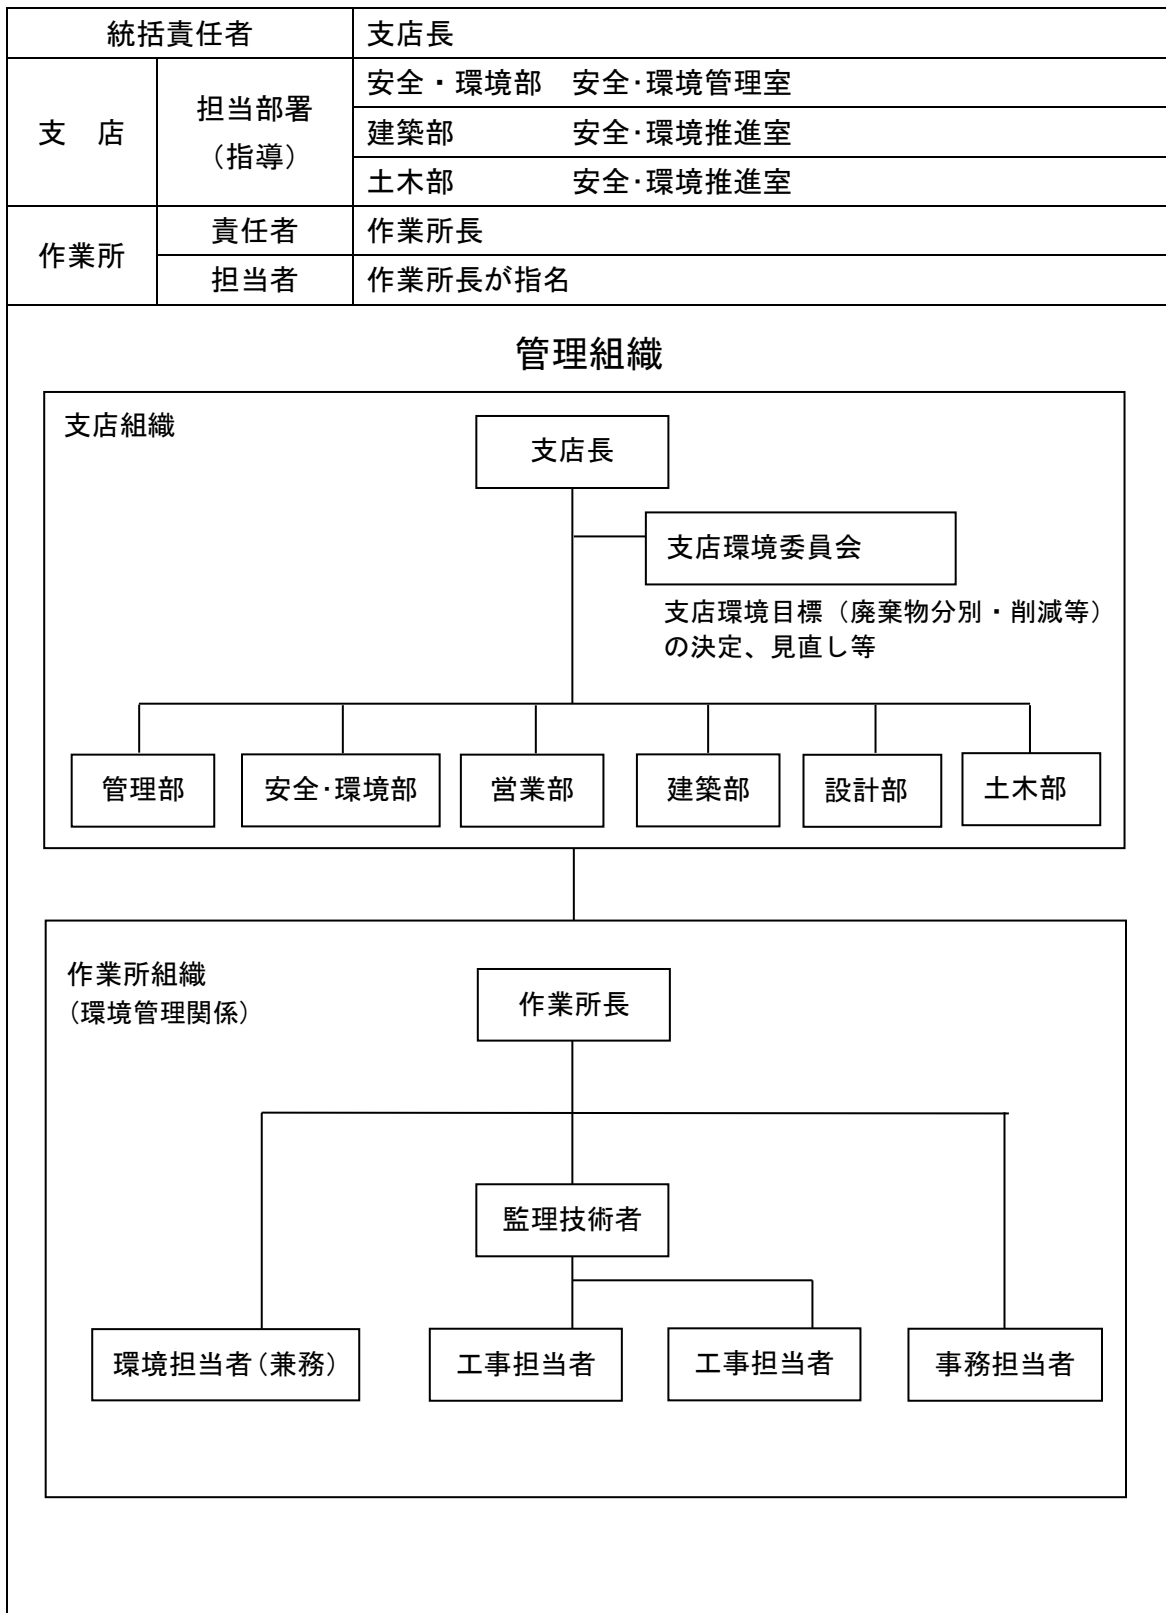 統括責任者 支店長
支　店 担当部署（指導） 安全・環境部　安全･環境管理室
建築部　　　　安全･環境推進室
土木部　　　　安全･環境推進室
作業所 責任者 作業所長
担当者 作業所長が指名
管理組織
支店組織
支店長
支店環境委員会
支店環境目標（廃棄物分別・削減等）
の決定、見直し等
管理部 安全･環境部 営業部 建築部 設計部 土木部
作業所組織
（環境管理関係）
作業所長
監理技術者
環境担当者（兼務） 工事担当者 工事担当者 事務担当者